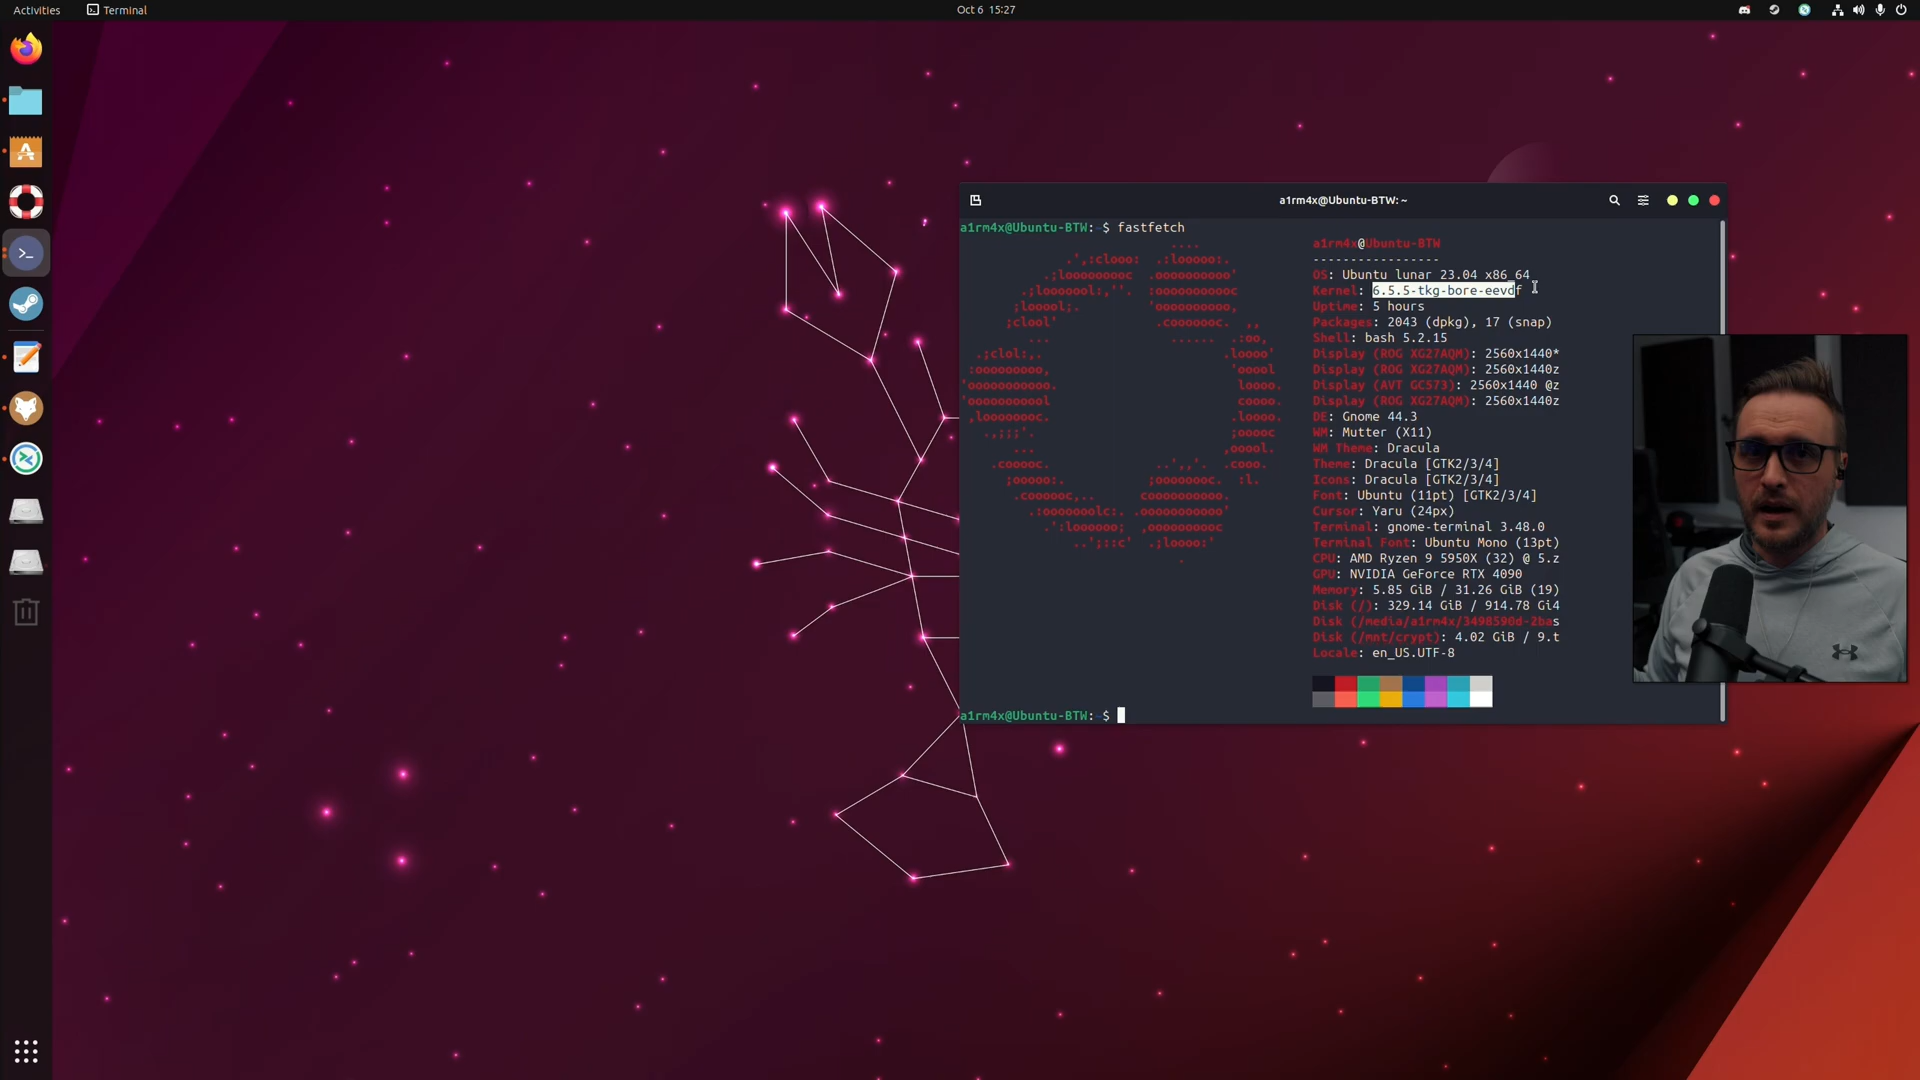 Activities
Terminal
Oct 6 15:27
a1rm4x@Ubuntu-BTW: ~
a1rm4x@Ubuntu-BTW:~$ fastfetch
a1rm4x@Ubuntu-BTW
-----------------
OS: Ubuntu lunar 23.04 x86_64
Kernel: 6.5.5-tkg-bore-eevdf
Uptime: 5 hours
Packages: 2043 (dpkg), 17 (snap)
Shell: bash 5.2.15
Display (ROG XG27AQM): 2560x1440*
Display (ROG XG27AQM): 2560x1440z
Display (AVT GC573): 2560x1440 @z
Display (ROG XG27AQM): 2560x1440z
DE: Gnome 44.3
WM: Mutter (X11)
WM Theme: Dracula
Theme: Dracula [GTK2/3/4]
Icons: Dracula [GTK2/3/4]
Font: Ubuntu (11pt) [GTK2/3/4]
Cursor: Yaru (24px)
Terminal: gnome-terminal 3.48.0
Terminal Font: Ubuntu Mono (13pt)
CPU: AMD Ryzen 9 5950X (32) @ 5.z
GPU: NVIDIA GeForce RTX 4090
Memory: 5.85 GiB / 31.26 GiB (19)
Disk (/): 329.14 GiB / 914.78 Gi4
Disk (/media/a1rm4x/3498590d-2bas
Disk (/mnt/crypt): 4.02 GiB / 9.t
Locale: en_US.UTF-8
a1rm4x@Ubuntu-BTW:~$